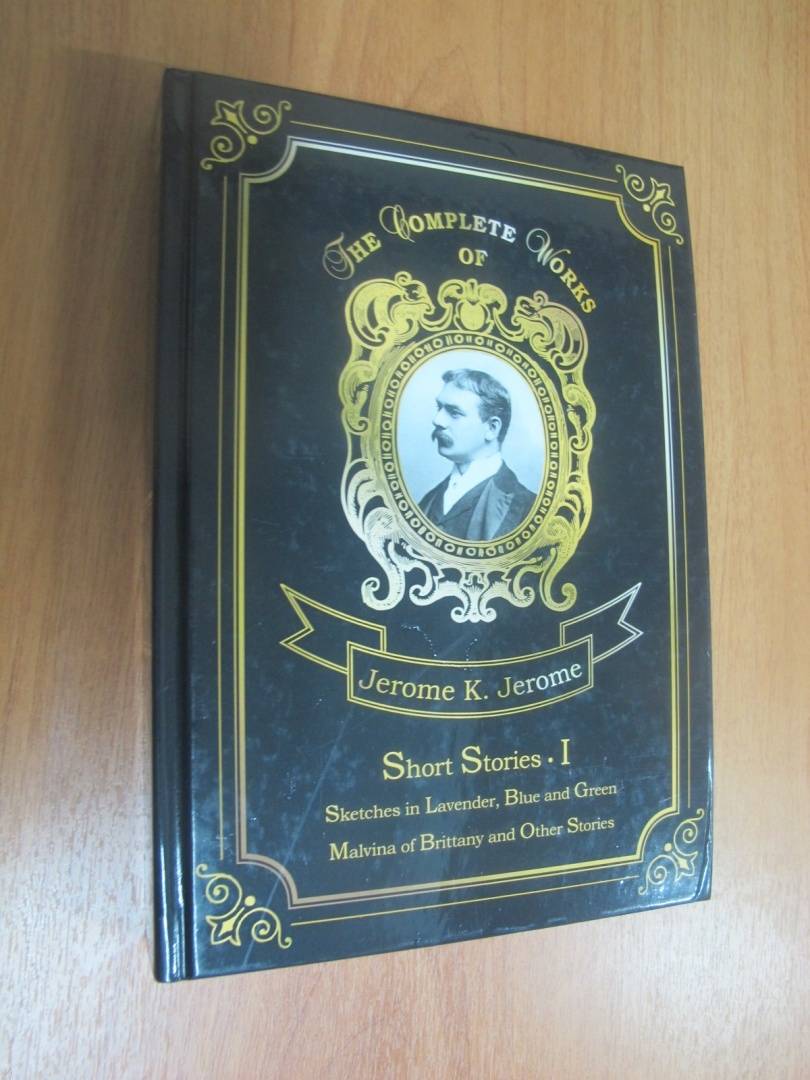 The Complete Works
of
Jerome K. Jerome
Short Stories · I
Sketches in Lavender, Blue and Green
Malvina of Brittany and Other Stories